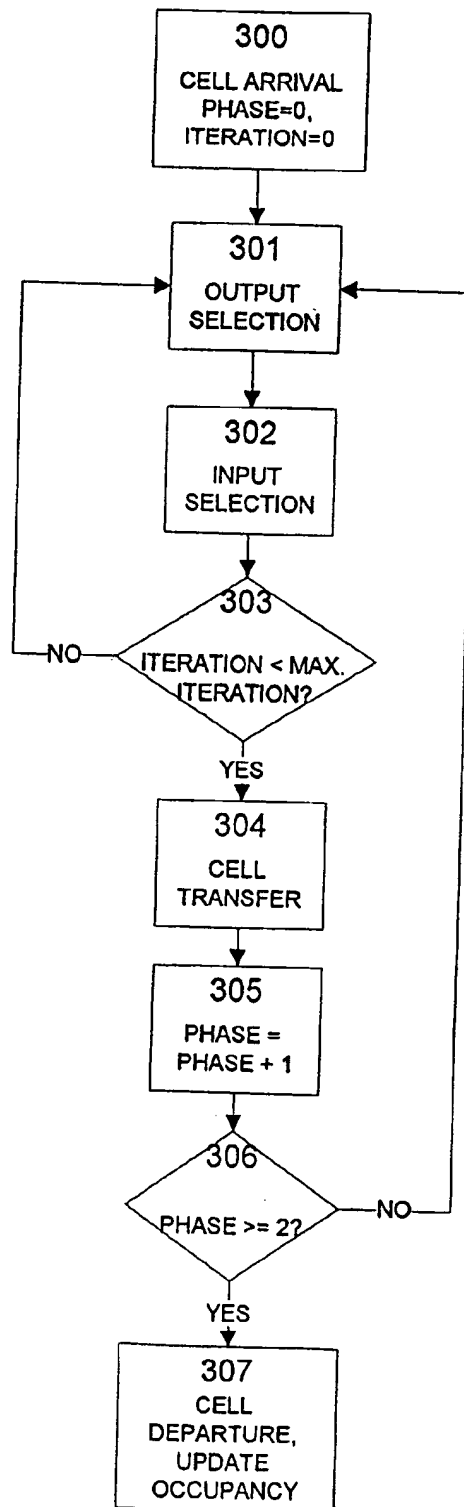 300
CELL ARRIVAL
PHASE=0,
ITERATION=0
301
OUTPUT
SELECTION
302
INPUT
SELECTION
303
ITERATION < MAX.
ITERATION?
NO
YES
304
CELL
TRANSFER
305
PHASE =
PHASE + 1
306
PHASE >= 2?
NO
YES
307
CELL
DEPARTURE,
UPDATE
OCCUPANCY